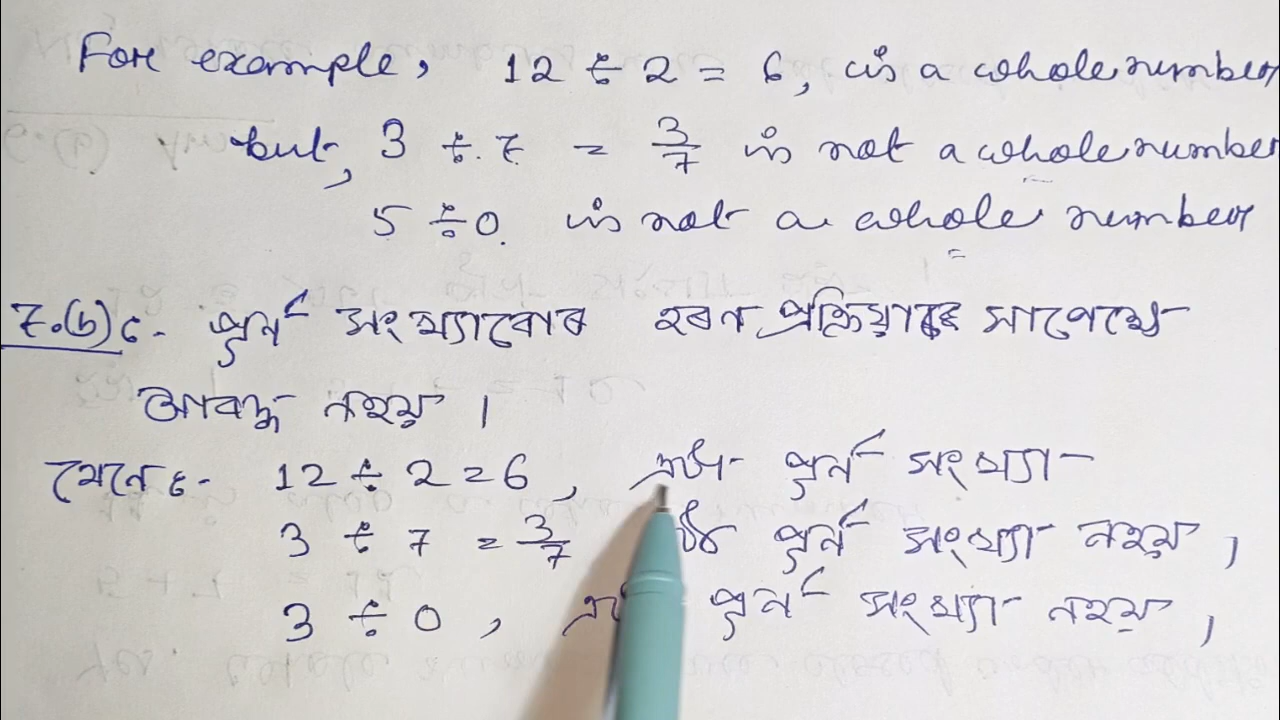 For example, 12 ÷ 2 = 6, is a whole number
but, 3 ÷ 7 = 3/7 is not a whole number
5 ÷ 0 is not a whole number
7.(b)ঃ- পূৰ্ণ সংখ্যাবোৰ হৰণ প্ৰক্ৰিয়াৰ সাপেক্ষে
আবদ্ধ নহয় ।
যেনেঃ- 12 ÷ 2 = 6, এটা পূৰ্ণ সংখ্যা
3 ÷ 7 = 3/7 পূৰ্ণ সংখ্যা নহয়,
3 ÷ 0, পূৰ্ণ সংখ্যা নহয়,